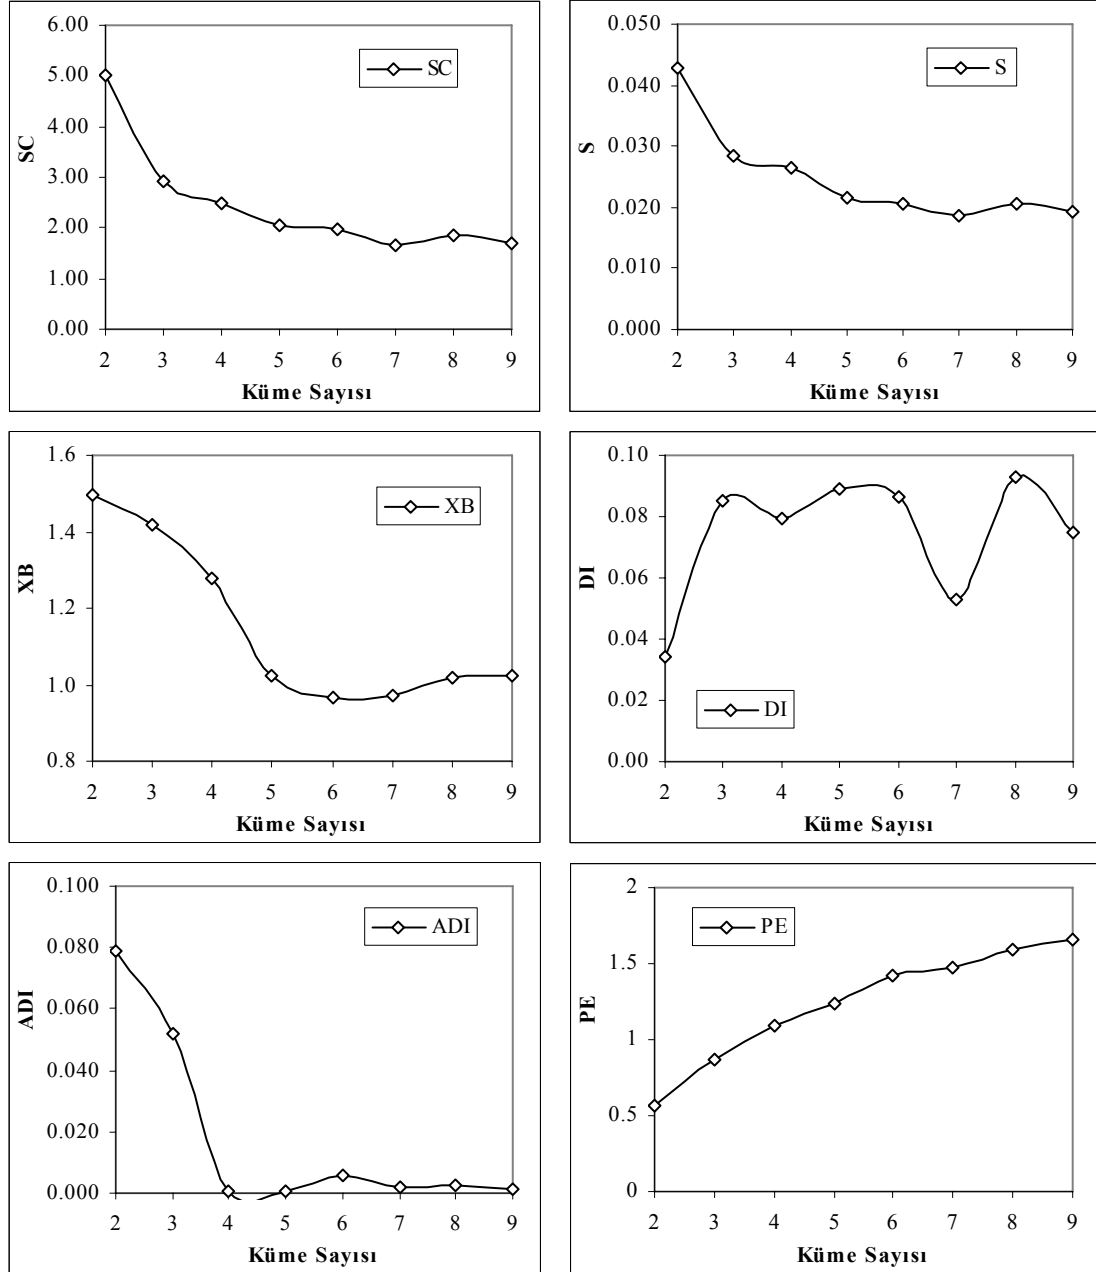 6.00
5.00
4.00
3.00
2.00
1.00
0.00
SC
SC
2 3 4 5 6 7 8 9
Küme Sayısı
0.050
0.040
0.030
0.020
0.010
0.000
S
S
2 3 4 5 6 7 8 9
Küme Sayısı
1.6
1.4
1.2
1.0
0.8
XB
XB
2 3 4 5 6 7 8 9
Küme Sayısı
0.10
0.08
0.06
0.04
0.02
0.00
DI
DI
2 3 4 5 6 7 8 9
Küme Sayısı
0.100
0.080
0.060
0.040
0.020
0.000
ADI
ADI
2 3 4 5 6 7 8 9
Küme Sayısı
2
1.5
1
0.5
0
PE
PE
2 3 4 5 6 7 8 9
Küme Sayısı